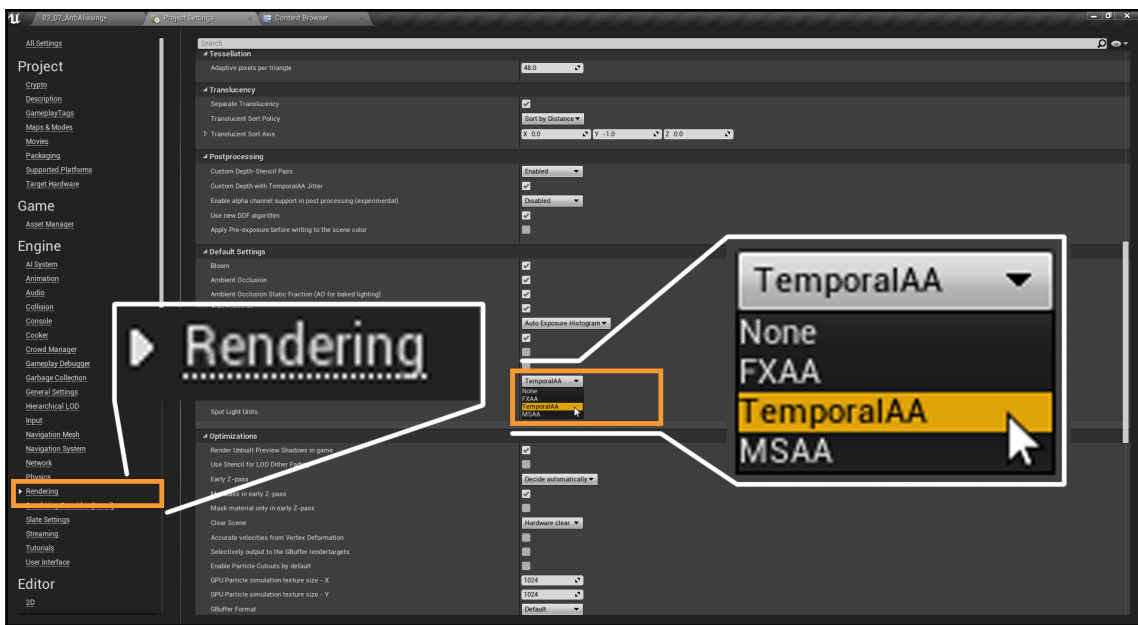 02_07_AntiAliasing*
Project Settings
Content Browser
All Settings
Project
Crypto
Description
GameplayTags
Maps & Modes
Movies
Packaging
Supported Platforms
Target Hardware
Game
Asset Manager
Engine
AI System
Animation
Audio
Collision
Console
Cooker
Crowd Manager
Gameplay Debugger
Garbage Collection
General Settings
Hierarchical LOD
Input
Navigation Mesh
Navigation System
Network
Physics
Rendering
Slate Settings
Streaming
Tutorials
User Interface
Editor
2D
Search
Tessellation
Adaptive pixels per triangle 48.0
Translucency
Separate Translucency
Translucent Sort Policy Sort by Distance
Translucent Sort Axis X 0.0 Y -1.0 Z 0.0
Postprocessing
Custom Depth-Stencil Pass Enabled
Custom Depth with TemporalAA Jitter
Enable alpha channel support in post processing (experimental). Disabled
Use new DOF algorithm
Apply Pre-exposure before writing to the scene color
Default Settings
Bloom
Ambient Occlusion
Ambient Occlusion Static Fraction (AO for baked lighting)
Auto Exposure Histogram
TemporalAA
None
FXAA
TemporalAA
MSAA
Spot Light Units
Optimizations
Render Unbuilt Preview Shadows in game
Use Stencil for LOD Dither
Early Z-pass Decide automatically
in early Z-pass
Mask material only in early Z-pass
Clear Scene Hardware clear
Accurate velocities from Vertex Deformation
Selectively output to the GBuffer rendertargets
Enable Particle Cutouts by default
GPU Particle simulation texture size - X 1024
GPU Particle simulation texture size - Y 1024
GBuffer Format Default
Rendering
TemporalAA
None
FXAA
TemporalAA
MSAA